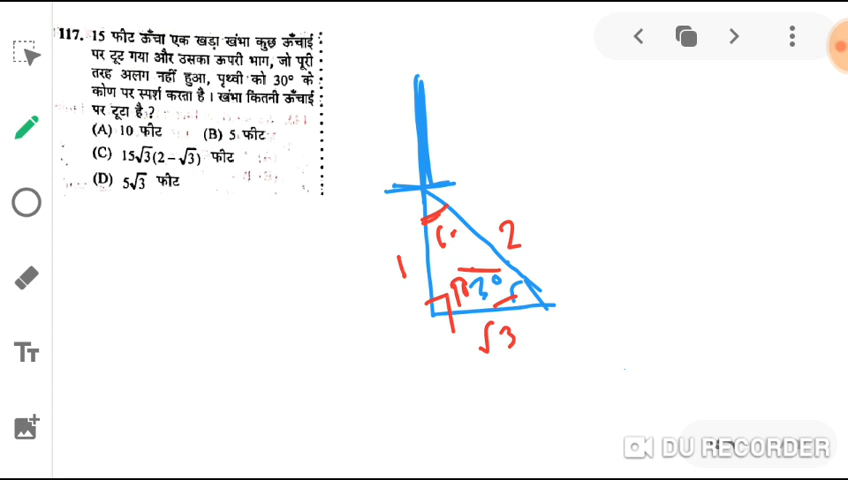 117. 15 फीट ऊँचा एक खड़ा खंभा कुछ ऊँचाई
पर टूट गया और उसका ऊपरी भाग, जो पूरी
तरह अलग नहीं हुआ, पृथ्वी को 30° के
कोण पर स्पर्श करता है। खंभा कितनी ऊँचाई
पर टूटा है?
(A) 10 फीट (B) 5 फीट
(C) 15√3(2 – √3) फीट
(D) 5√3 फीट
1
2
√3
Tт
DU RECORDER